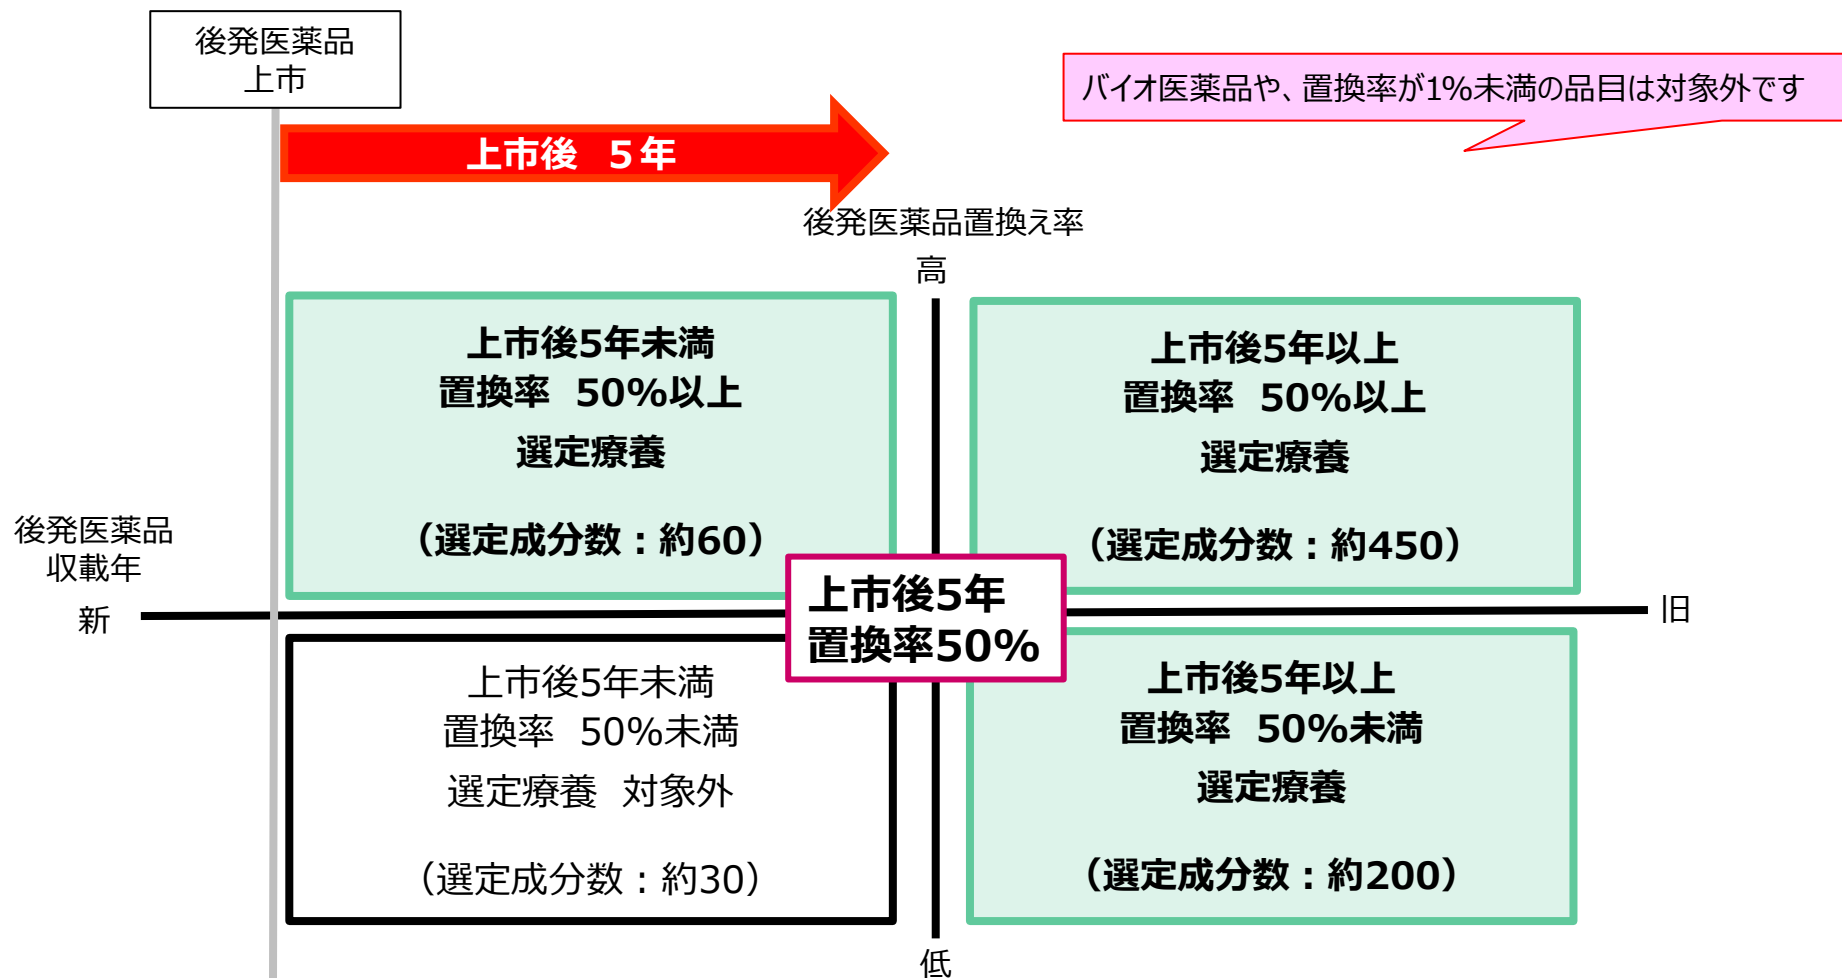 後発医薬品
上市
バイオ医薬品や、置換率が1%未満の品目は対象外です
上市後　５年
後発医薬品置換え率
高
上市後5年未満
置換率　50%以上
選定療養
（選定成分数：約60）
上市後5年以上
置換率　50%以上
選定療養
（選定成分数：約450）
後発医薬品
収載年
新
上市後5年
置換率50%
旧
上市後5年未満
置換率　50%未満
選定療養　対象外
（選定成分数：約30）
上市後5年以上
置換率　50%未満
選定療養
（選定成分数：約200）
低